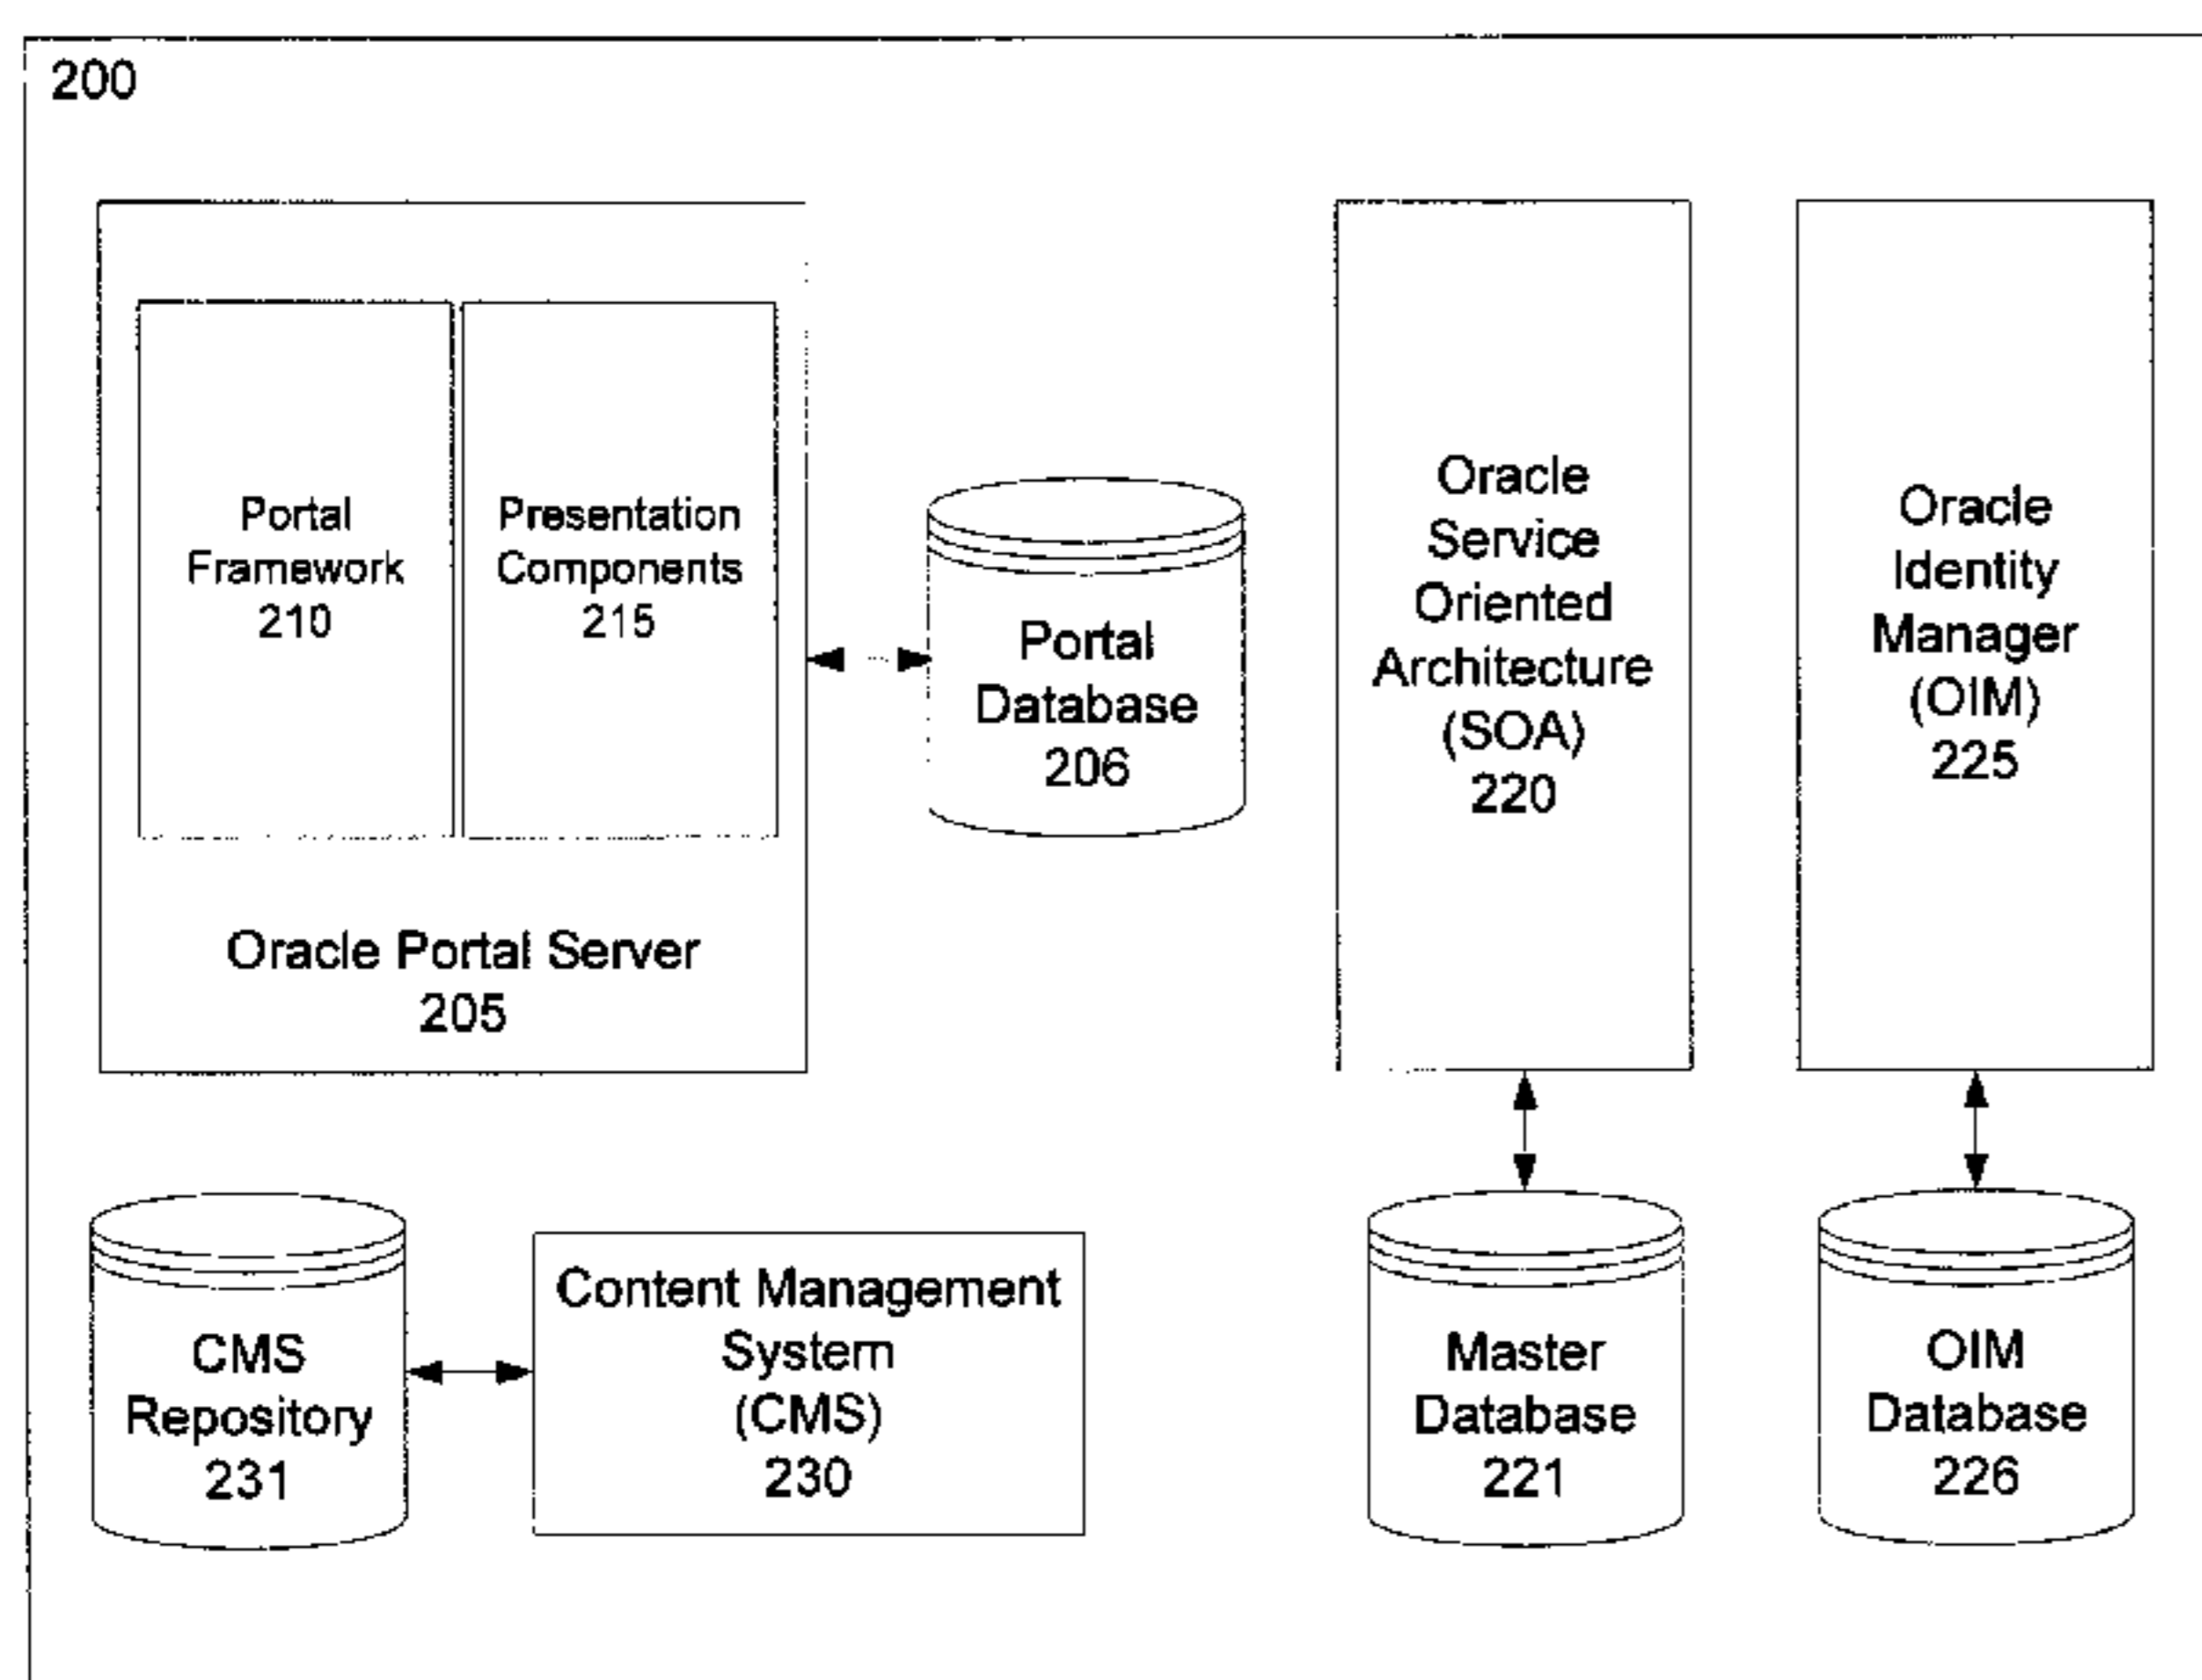 200
Portal
Framework
210
Presentation
Components
215
Oracle Portal Server
205
Portal
Database
206
Oracle
Service
Oriented
Architecture
(SOA)
220
Oracle
Identity
Manager
(OIM)
225
CMS
Repository
231
Content Management
System
(CMS)
230
Master
Database
221
OIM
Database
226